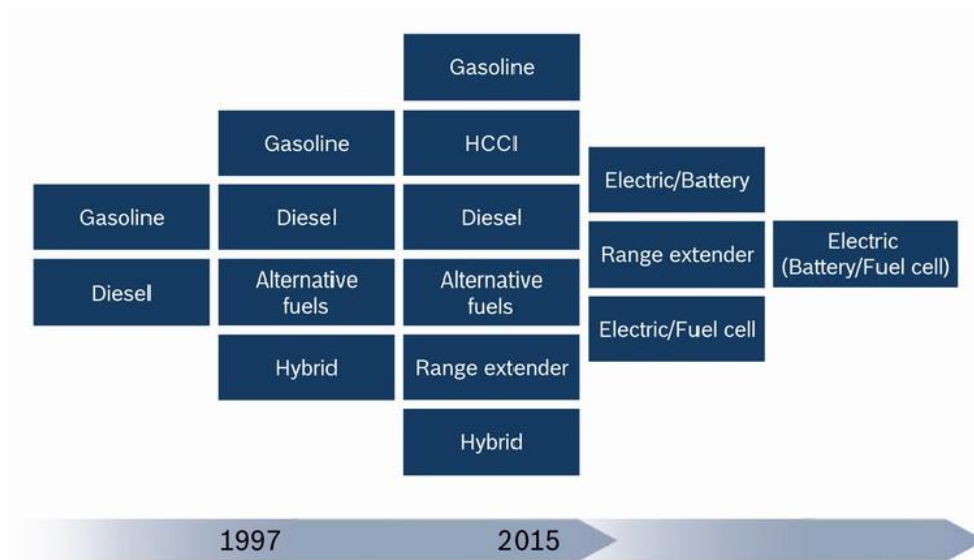 Gasoline
Diesel
Gasoline
Diesel
Alternative
fuels
Hybrid
Gasoline
HCCI
Diesel
Alternative
fuels
Range extender
Hybrid
Electric/Battery
Range extender
Electric/Fuel cell
Electric
(Battery/Fuel cell)
1997
2015